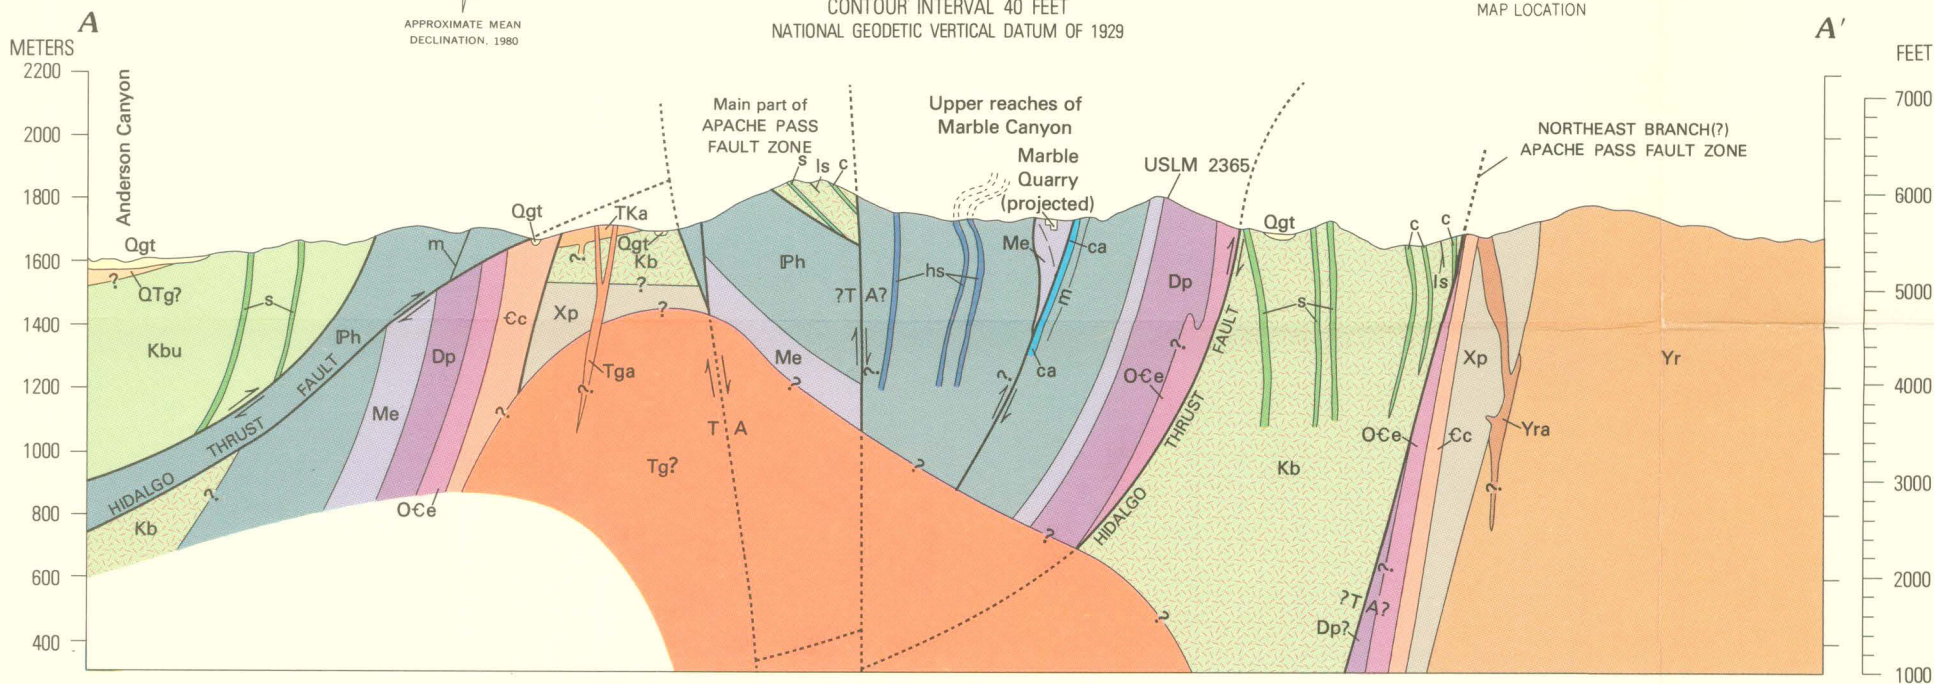 A
APPROXIMATE MEAN
DECLINATION, 1980
CONTOUR INTERVAL 40 FEET
NATIONAL GEODETIC VERTICAL DATUM OF 1929
MAP LOCATION
A′
METERS
2200
2000
1800
1600
1400
1200
1000
800
600
400
FEET
7000
6000
5000
4000
3000
2000
1000
Anderson Canyon
Main part of
APACHE PASS
FAULT ZONE
Upper reaches of
Marble Canyon
Marble
Quarry
(projected)
USLM 2365
NORTHEAST BRANCH(?)
APACHE PASS FAULT ZONE
s
ls
c
Qgt
QTg?
?
s
Kbu
m
ℙh
Qgt
TKa
Qgt
?
Kb
?
?
Xp
Ꞓc
Dp
Me
OꞒe
?
?
Tga
Tg?
T A
HIDALGO THRUST FAULT
Kb
?
ℙh
Me
?
?T A?
?
hs
Me
ca
m
ca
?
?
?
Dp
OꞒe
?
HIDALGO THRUST FAULT
Qgt
s
Kb
?
c
c
ls
OꞒe
Ꞓc
Xp
Yra
?
?
?T A?
Dp?
Yr